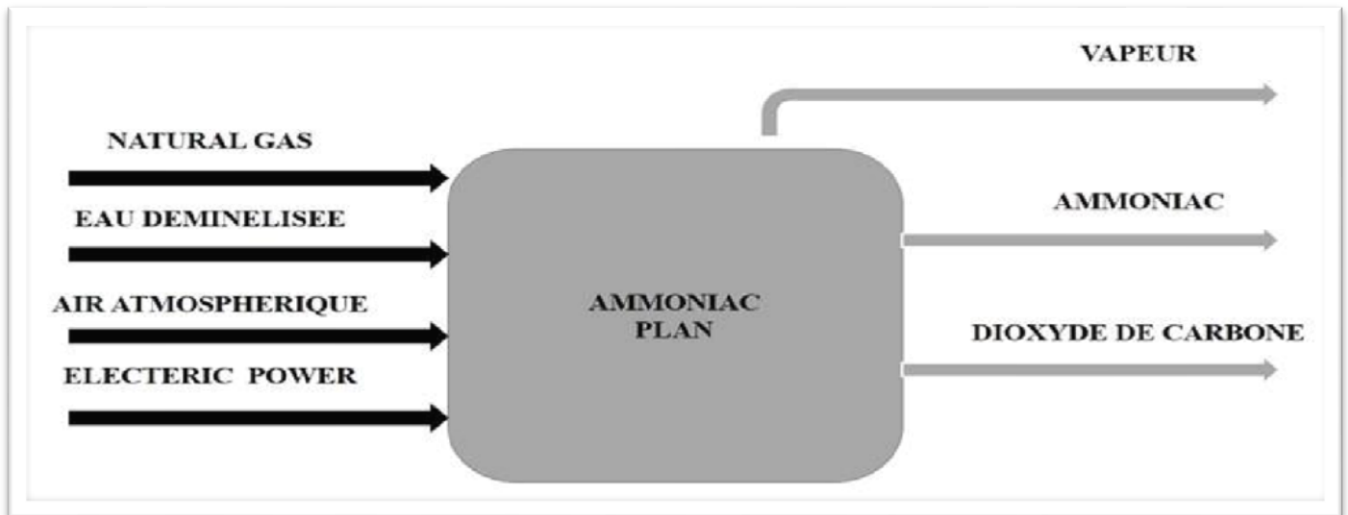 VAPEUR
NATURAL GAS
AMMONIAC
EAU DEMINELISEE
AIR ATMOSPHERIQUE
AMMONIAC
PLAN
DIOXYDE DE CARBONE
ELECTERIC POWER